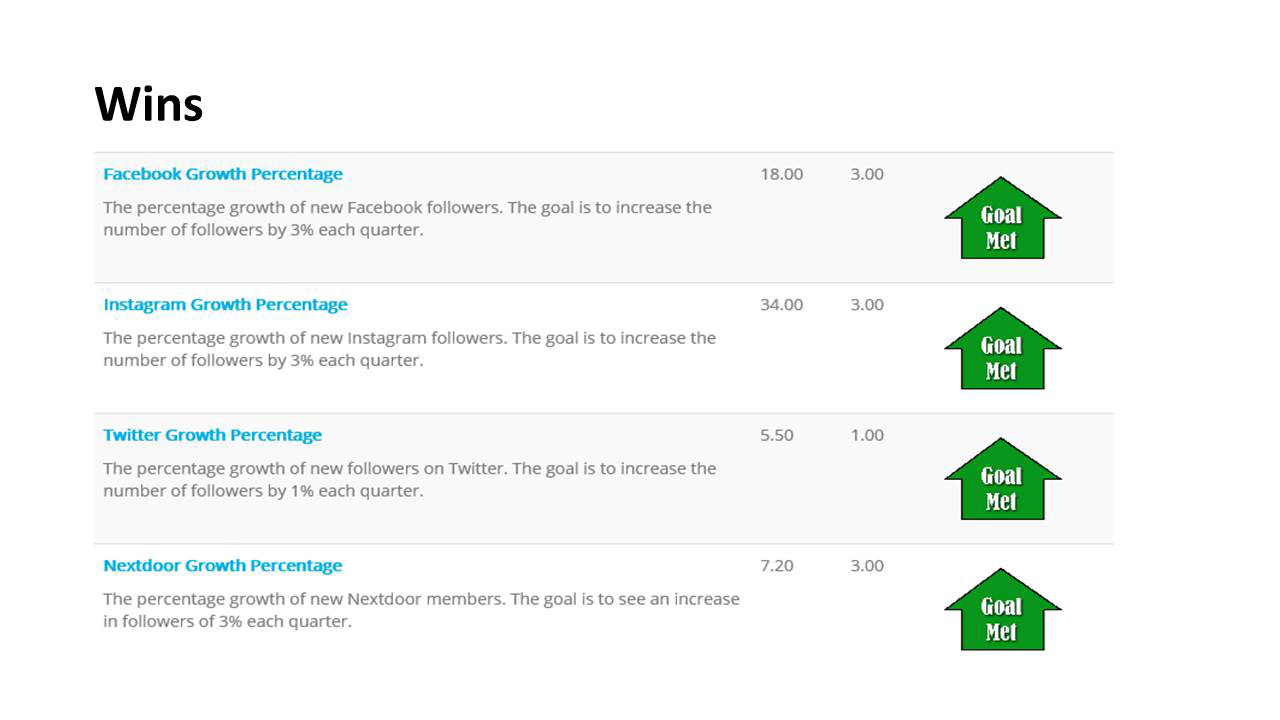 Wins
Facebook Growth Percentage 18.00 3.00
The percentage growth of new Facebook followers. The goal is to increase the
number of followers by 3% each quarter.
Goal
Met
Instagram Growth Percentage 34.00 3.00
The percentage growth of new Instagram followers. The goal is to increase the
number of followers by 3% each quarter.
Goal
Met
Twitter Growth Percentage 5.50 1.00
The percentage growth of new followers on Twitter. The goal is to increase the
number of followers by 1% each quarter.
Goal
Met
Nextdoor Growth Percentage 7.20 3.00
The percentage growth of new Nextdoor members. The goal is to see an increase
in followers of 3% each quarter.
Goal
Met